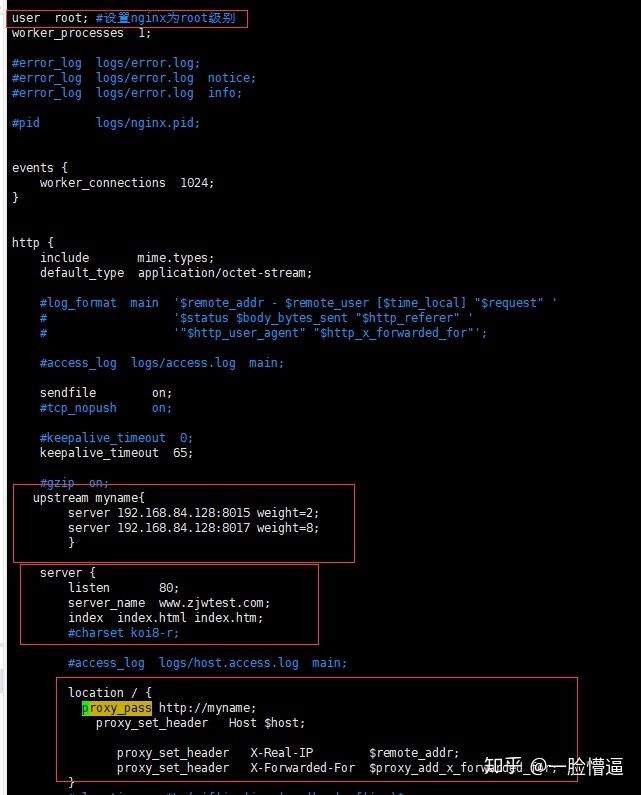 user  root; #设置nginx为root级别
worker_processes  1;
#error_log  logs/error.log;
#error_log  logs/error.log  notice;
#error_log  logs/error.log  info;
#pid        logs/nginx.pid;
events {
    worker_connections  1024;
}
http {
    include       mime.types;
    default_type  application/octet-stream;
    #log_format  main  '$remote_addr - $remote_user [$time_local] "$request" '
    #                  '$status $body_bytes_sent "$http_referer" '
    #                  '"$http_user_agent" "$http_x_forwarded_for"';
    #access_log  logs/access.log  main;
    sendfile        on;
    #tcp_nopush     on;
    #keepalive_timeout  0;
    keepalive_timeout  65;
    #gzip  on;
   upstream myname{
        server 192.168.84.128:8015 weight=2;
        server 192.168.84.128:8017 weight=8;
        }
    server {
        listen       80;
        server_name  www.zjwtest.com;
        index  index.html index.htm;
        #charset koi8-r;
        #access_log  logs/host.access.log  main;
        location / {
          proxy_pass http://myname;
            proxy_set_header   Host $host;
               proxy_set_header   X-Real-IP        $remote_addr;
               proxy_set_header   X-Forwarded-For  $proxy_add_x_forwarded_for;
        }
知乎 @一脸懵逼